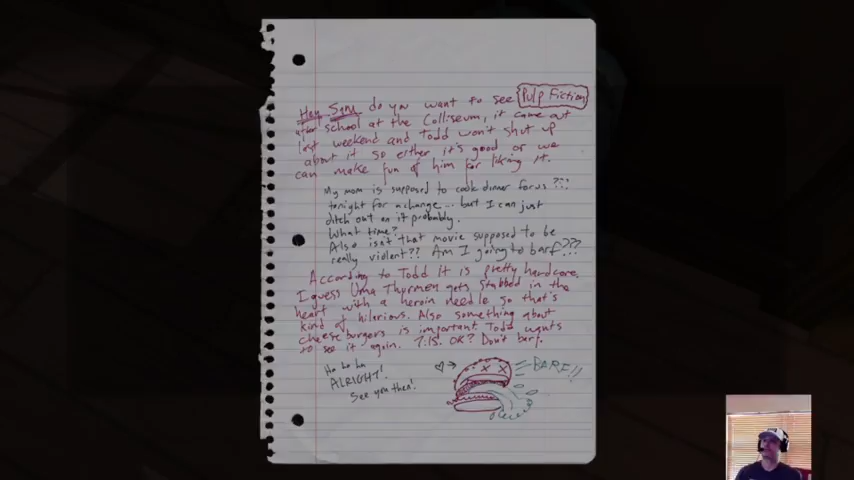 Hey Sam do you want to see Pulp Fiction
after school at the Colliseum, it came out
last weekend and Todd won't shut up
about it so either it's good or we
can make fun of him for liking it.
My mom is supposed to cook dinner for us ???
tonight for a change... but I can just
ditch out on it probably.
What time?
Also isn't that movie supposed to be
really violent?? Am I going to barf???
According to Todd it is pretty hardcore.
I guess Uma Thurmen gets stabbed in the
heart with a heroin needle so that's
kind of hilarious. Also something about
cheeseburgers is important. Todd wants
to see it again. 7:15. OK? Don't barf.
Ha ha ha
ALRIGHT!
See you then!
BARF!!